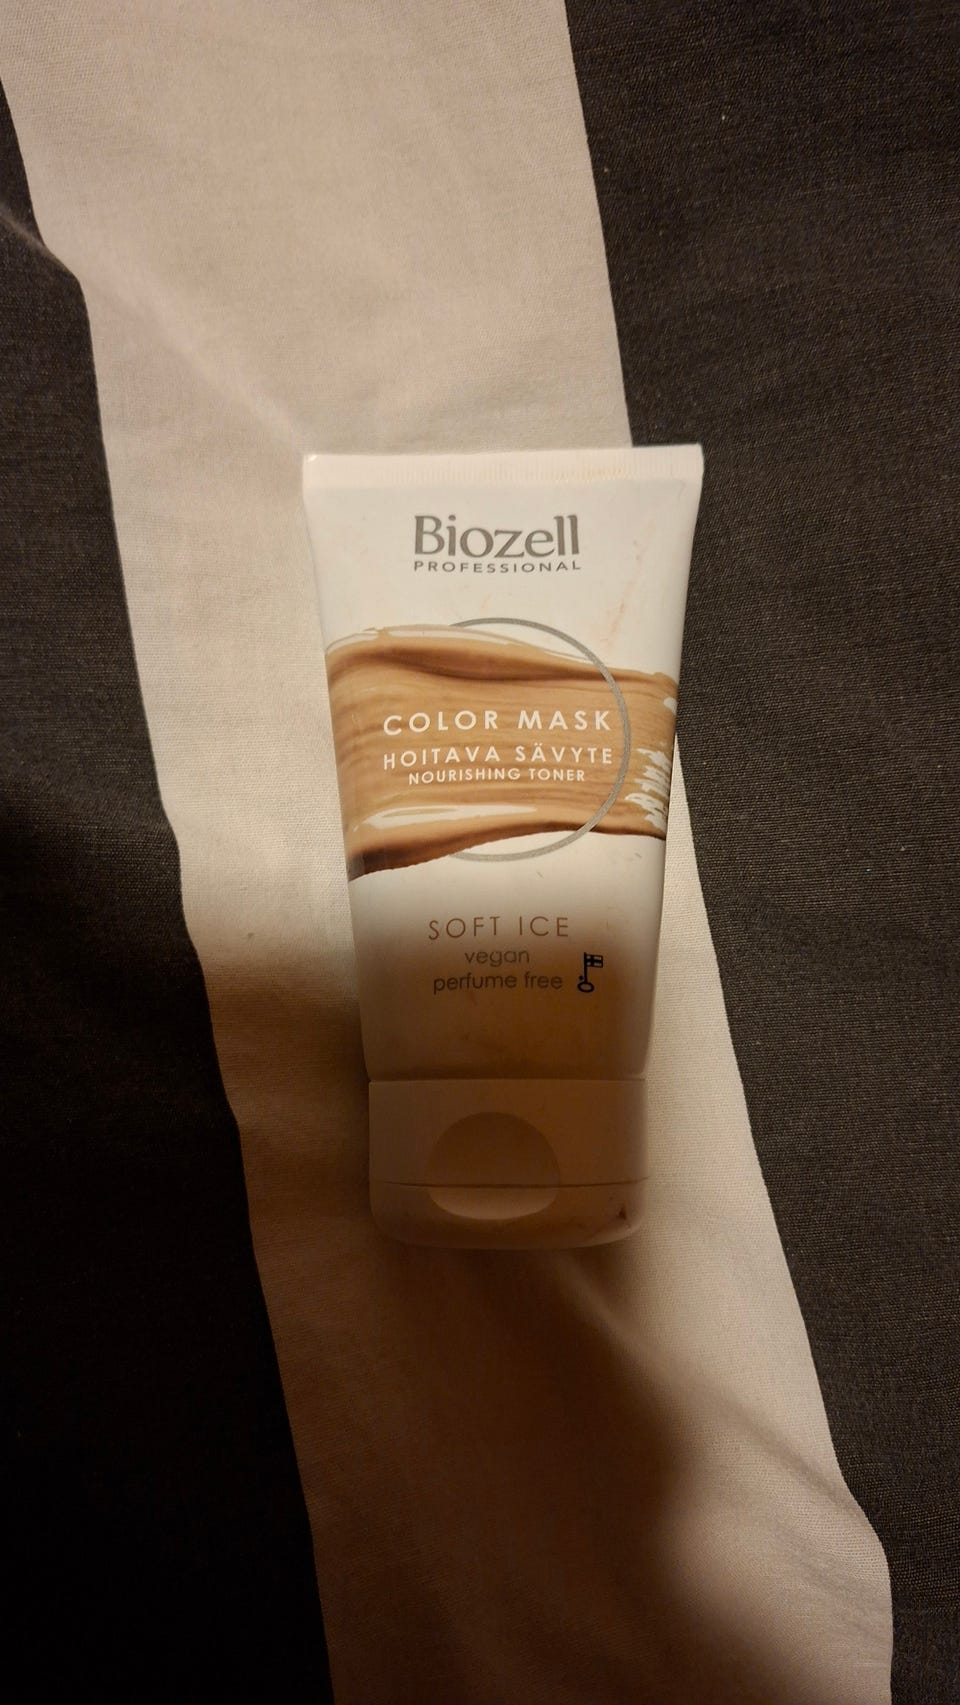 Biozell
PROFESSIONAL
COLOR MASK
HOITAVA SÄVYTE
NOURISHING TONER
SOFT ICE
vegan
perfume free